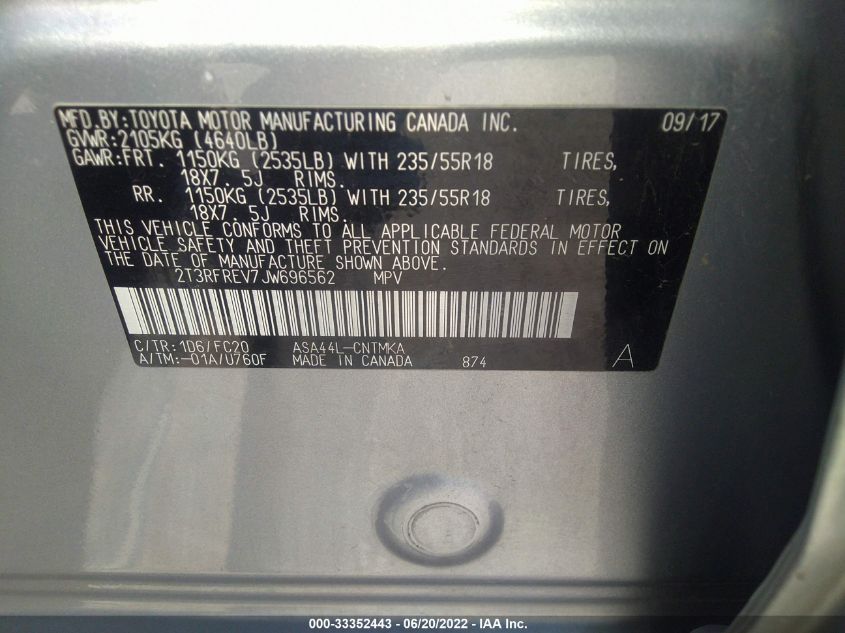 MFD.BY:TOYOTA MOTOR MANUFACTURING CANADA INC. 09/17
GVWR:2105KG (4640LB)
GAWR:FRT. 1150KG (2535LB) WITH 235/55R18 TIRES,
18X7. 5J RIMS.
RR. 1150KG (2535LB) WITH 235/55R18 TIRES,
18X7. 5J RIMS.
THIS VEHICLE CONFORMS TO ALL APPLICABLE FEDERAL MOTOR
VEHICLE SAFETY AND THEFT PREVENTION STANDARDS IN EFFECT ON
THE DATE OF MANUFACTURE SHOWN ABOVE.
2T3RFREV7JW696562 MPV
C/TR:1D6/FC20 ASA44L-CNTMKA
A/TM:-01A/U760F MADE IN CANADA 874 A
000-33352443 - 06/20/2022 - IAA Inc.